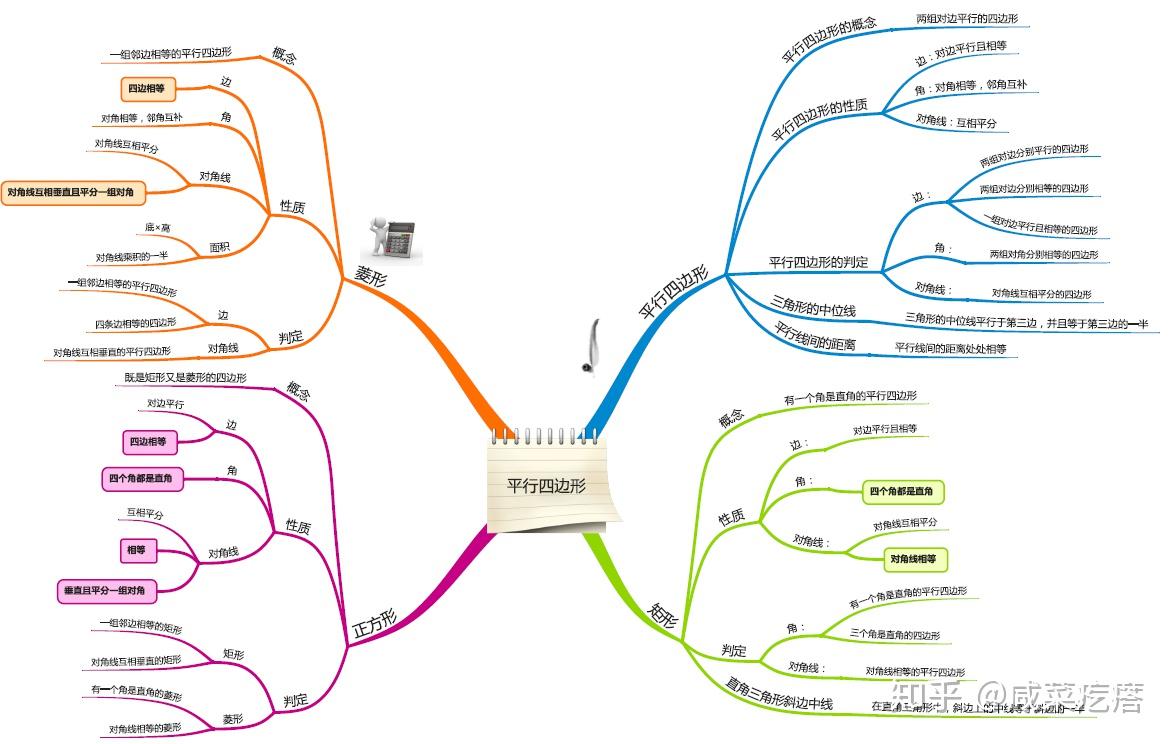 平行四边形
平行四边形
平行四边形的概念
两组对边平行的四边形
平行四边形的性质
边：对边平行且相等
角：对角相等，邻角互补
对角线：互相平分
平行四边形的判定
边：
两组对边分别平行的四边形
两组对边分别相等的四边形
一组对边平行且相等的四边形
角：
两组对角分别相等的四边形
对角线：
对角线互相平分的四边形
三角形的中位线
三角形的中位线平行于第三边，并且等于第三边的一半
平行线间的距离
平行线间的距离处处相等
矩形
概念
有一个角是直角的平行四边形
性质
边：
对边平行且相等
角：
四个角都是直角
对角线：
对角线互相平分
对角线相等
判定
角：
有一个角是直角的平行四边形
三个角是直角的四边形
对角线：
对角线相等的平行四边形
直角三角形斜边中线
在直角三角形中，斜边上的中线等于斜边的一半
菱形
概念
一组邻边相等的平行四边形
性质
边
四边相等
角
对角相等，邻角互补
对角线
对角线互相平分
对角线互相垂直且平分一组对角
面积
底×高
对角线乘积的一半
判定
边
一组邻边相等的平行四边形
四条边相等的四边形
对角线
对角线互相垂直的平行四边形
正方形
概念
既是矩形又是菱形的四边形
性质
边
对边平行
四边相等
角
四个角都是直角
对角线
互相平分
相等
垂直且平分一组对角
判定
矩形
一组邻边相等的矩形
对角线互相垂直的矩形
菱形
有一个角是直角的菱形
对角线相等的菱形
知乎 @咸菜疙瘩